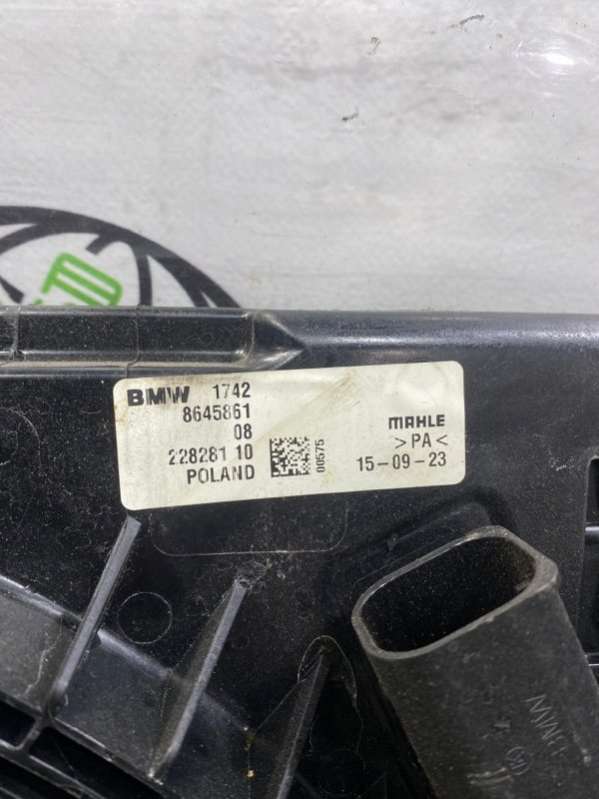 BMW 1742
8645861
08
228281 10
POLAND
00575
MAHLE
>PA<
15-09-23